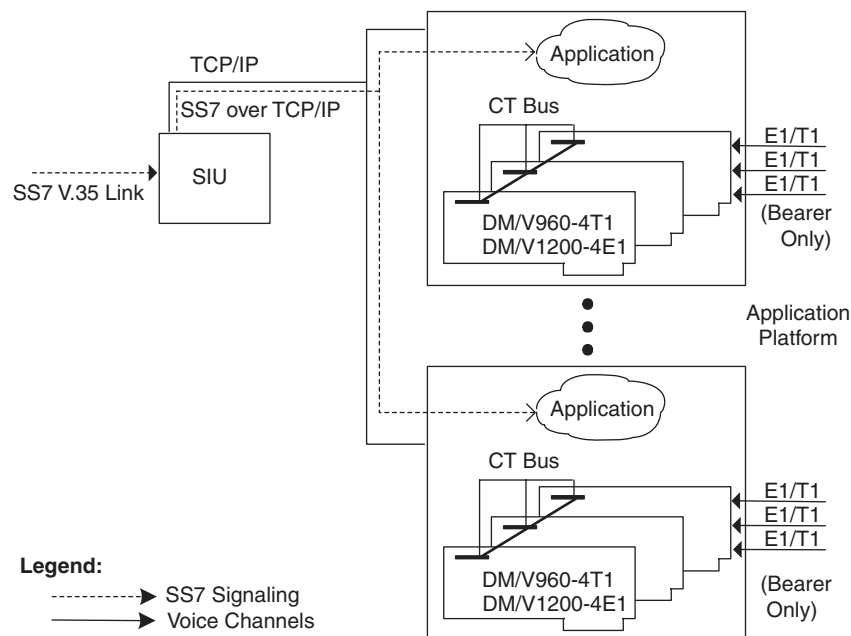 TCP/IP
SS7 over TCP/IP
SIU
SS7 V.35 Link
Application
CT Bus
DM/V960-4T1
DM/V1200-4E1
E1/T1
E1/T1
E1/T1
(Bearer
Only)
Application
Platform
Application
CT Bus
DM/V960-4T1
DM/V1200-4E1
E1/T1
E1/T1
E1/T1
(Bearer
Only)
Legend:
SS7 Signaling
Voice Channels